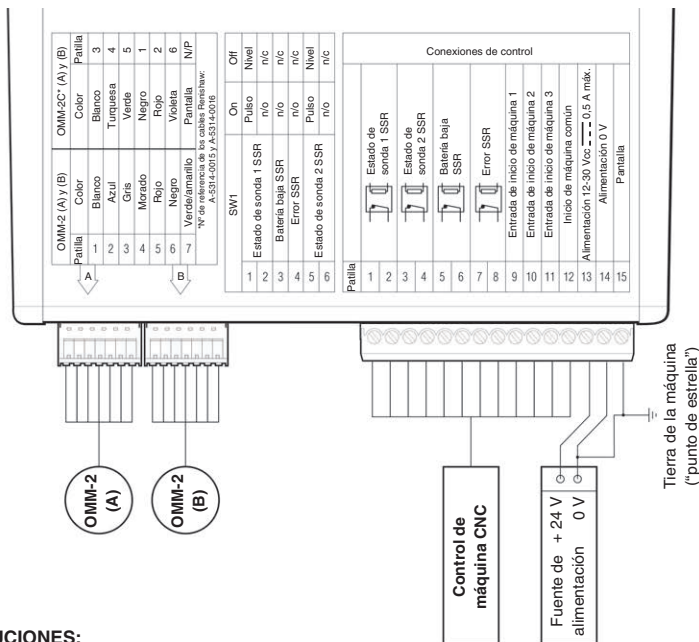 OMM-2 (A) y (B) OMM-2C* (A) y (B)
Patilla Color Color Patilla
1 Blanco Blanco 3
2 Azul Turquesa 4
3 Gris Verde 5
4 Morado Negro 1
5 Rojo Rojo 2
6 Negro Violeta 6
7 Verde/amarillo Pantalla N/P
*Nº de referencia de los cables Renishaw:
A-5314-0015 y A-5314-0016
A
B
SW1 On Off
1 Estado de sonda 1 SSR Pulso Nivel
2 n/o n/c
3 Batería baja SSR n/o n/c
4 Error SSR n/o n/c
5 Estado de sonda 2 SSR Pulso Nivel
6 n/o n/c
Patilla Conexiones de control
1 Estado de
2 sonda 1 SSR
3 Estado de
4 sonda 2 SSR
5 Batería baja
6 SSR
7 Error SSR
8
9 Entrada de inicio de máquina 1
10 Entrada de inicio de máquina 2
11 Entrada de inicio de máquina 3
12 Inicio de máquina común
13 Alimentación 12-30 Vcc 0,5 A máx.
14 Alimentación 0 V
15 Pantalla
OMM-2
(A)
OMM-2
(B)
Control de
máquina CNC
Fuente de + 24 V
alimentación 0 V
Tierra de la máquina
("punto de estrella")